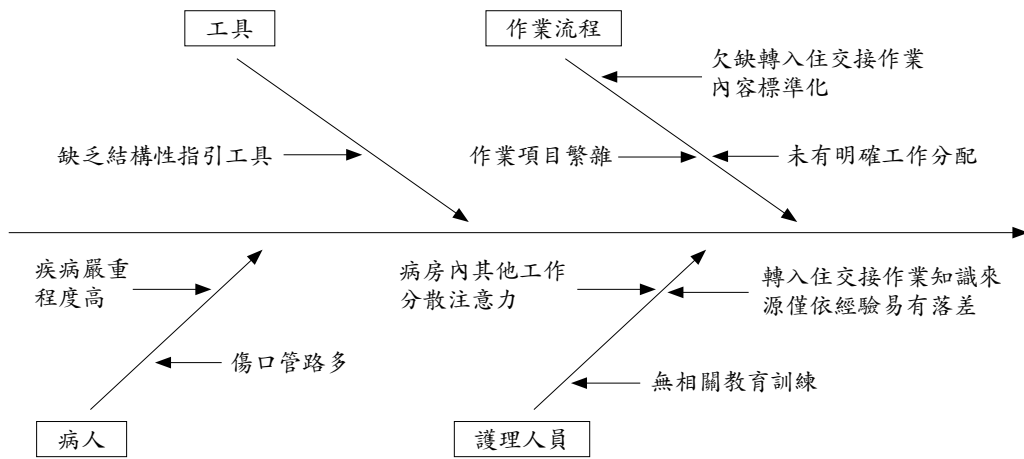 工具
作業流程
欠缺轉入住交接作業
內容標準化
缺乏結構性指引工具
作業項目繁雜
未有明確工作分配
疾病嚴重
程度高
病房內其他工作
分散注意力
轉入住交接作業知識來
源僅依經驗易有落差
傷口管路多
無相關教育訓練
病人
護理人員